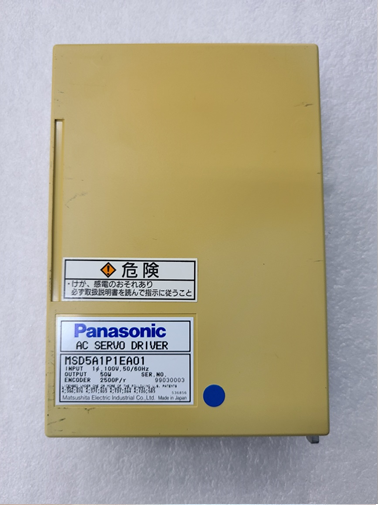 危険
・けが、感電のおそれあり
必ず取扱説明書を読んで指示に従うこと
Panasonic
AC SERVO DRIVER
MSD5A1P1EA01
INPUT 1φ,100V,50/60Hz
OUTPUT 50W SER.NO.
ENCODER 2500P/r 99030003
Matsushita Electric Industrial Co.,Ltd. Made in Japan